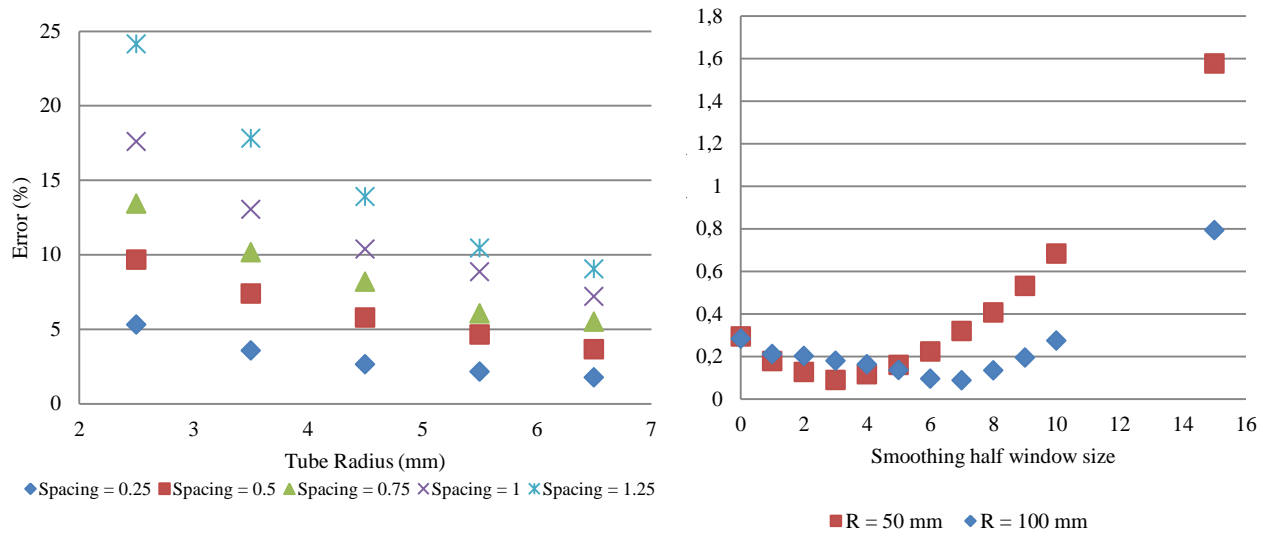 25
20
15
10
5
0
Error (%)
2 3 4 5 6 7
Tube Radius (mm)
Spacing = 0.25 Spacing = 0.5 Spacing = 0.75 Spacing = 1 Spacing = 1.25
1,8
1,6
1,4
1,2
1
0,8
0,6
0,4
0,2
0
0 2 4 6 8 10 12 14 16
Smoothing half window size
R = 50 mm R = 100 mm